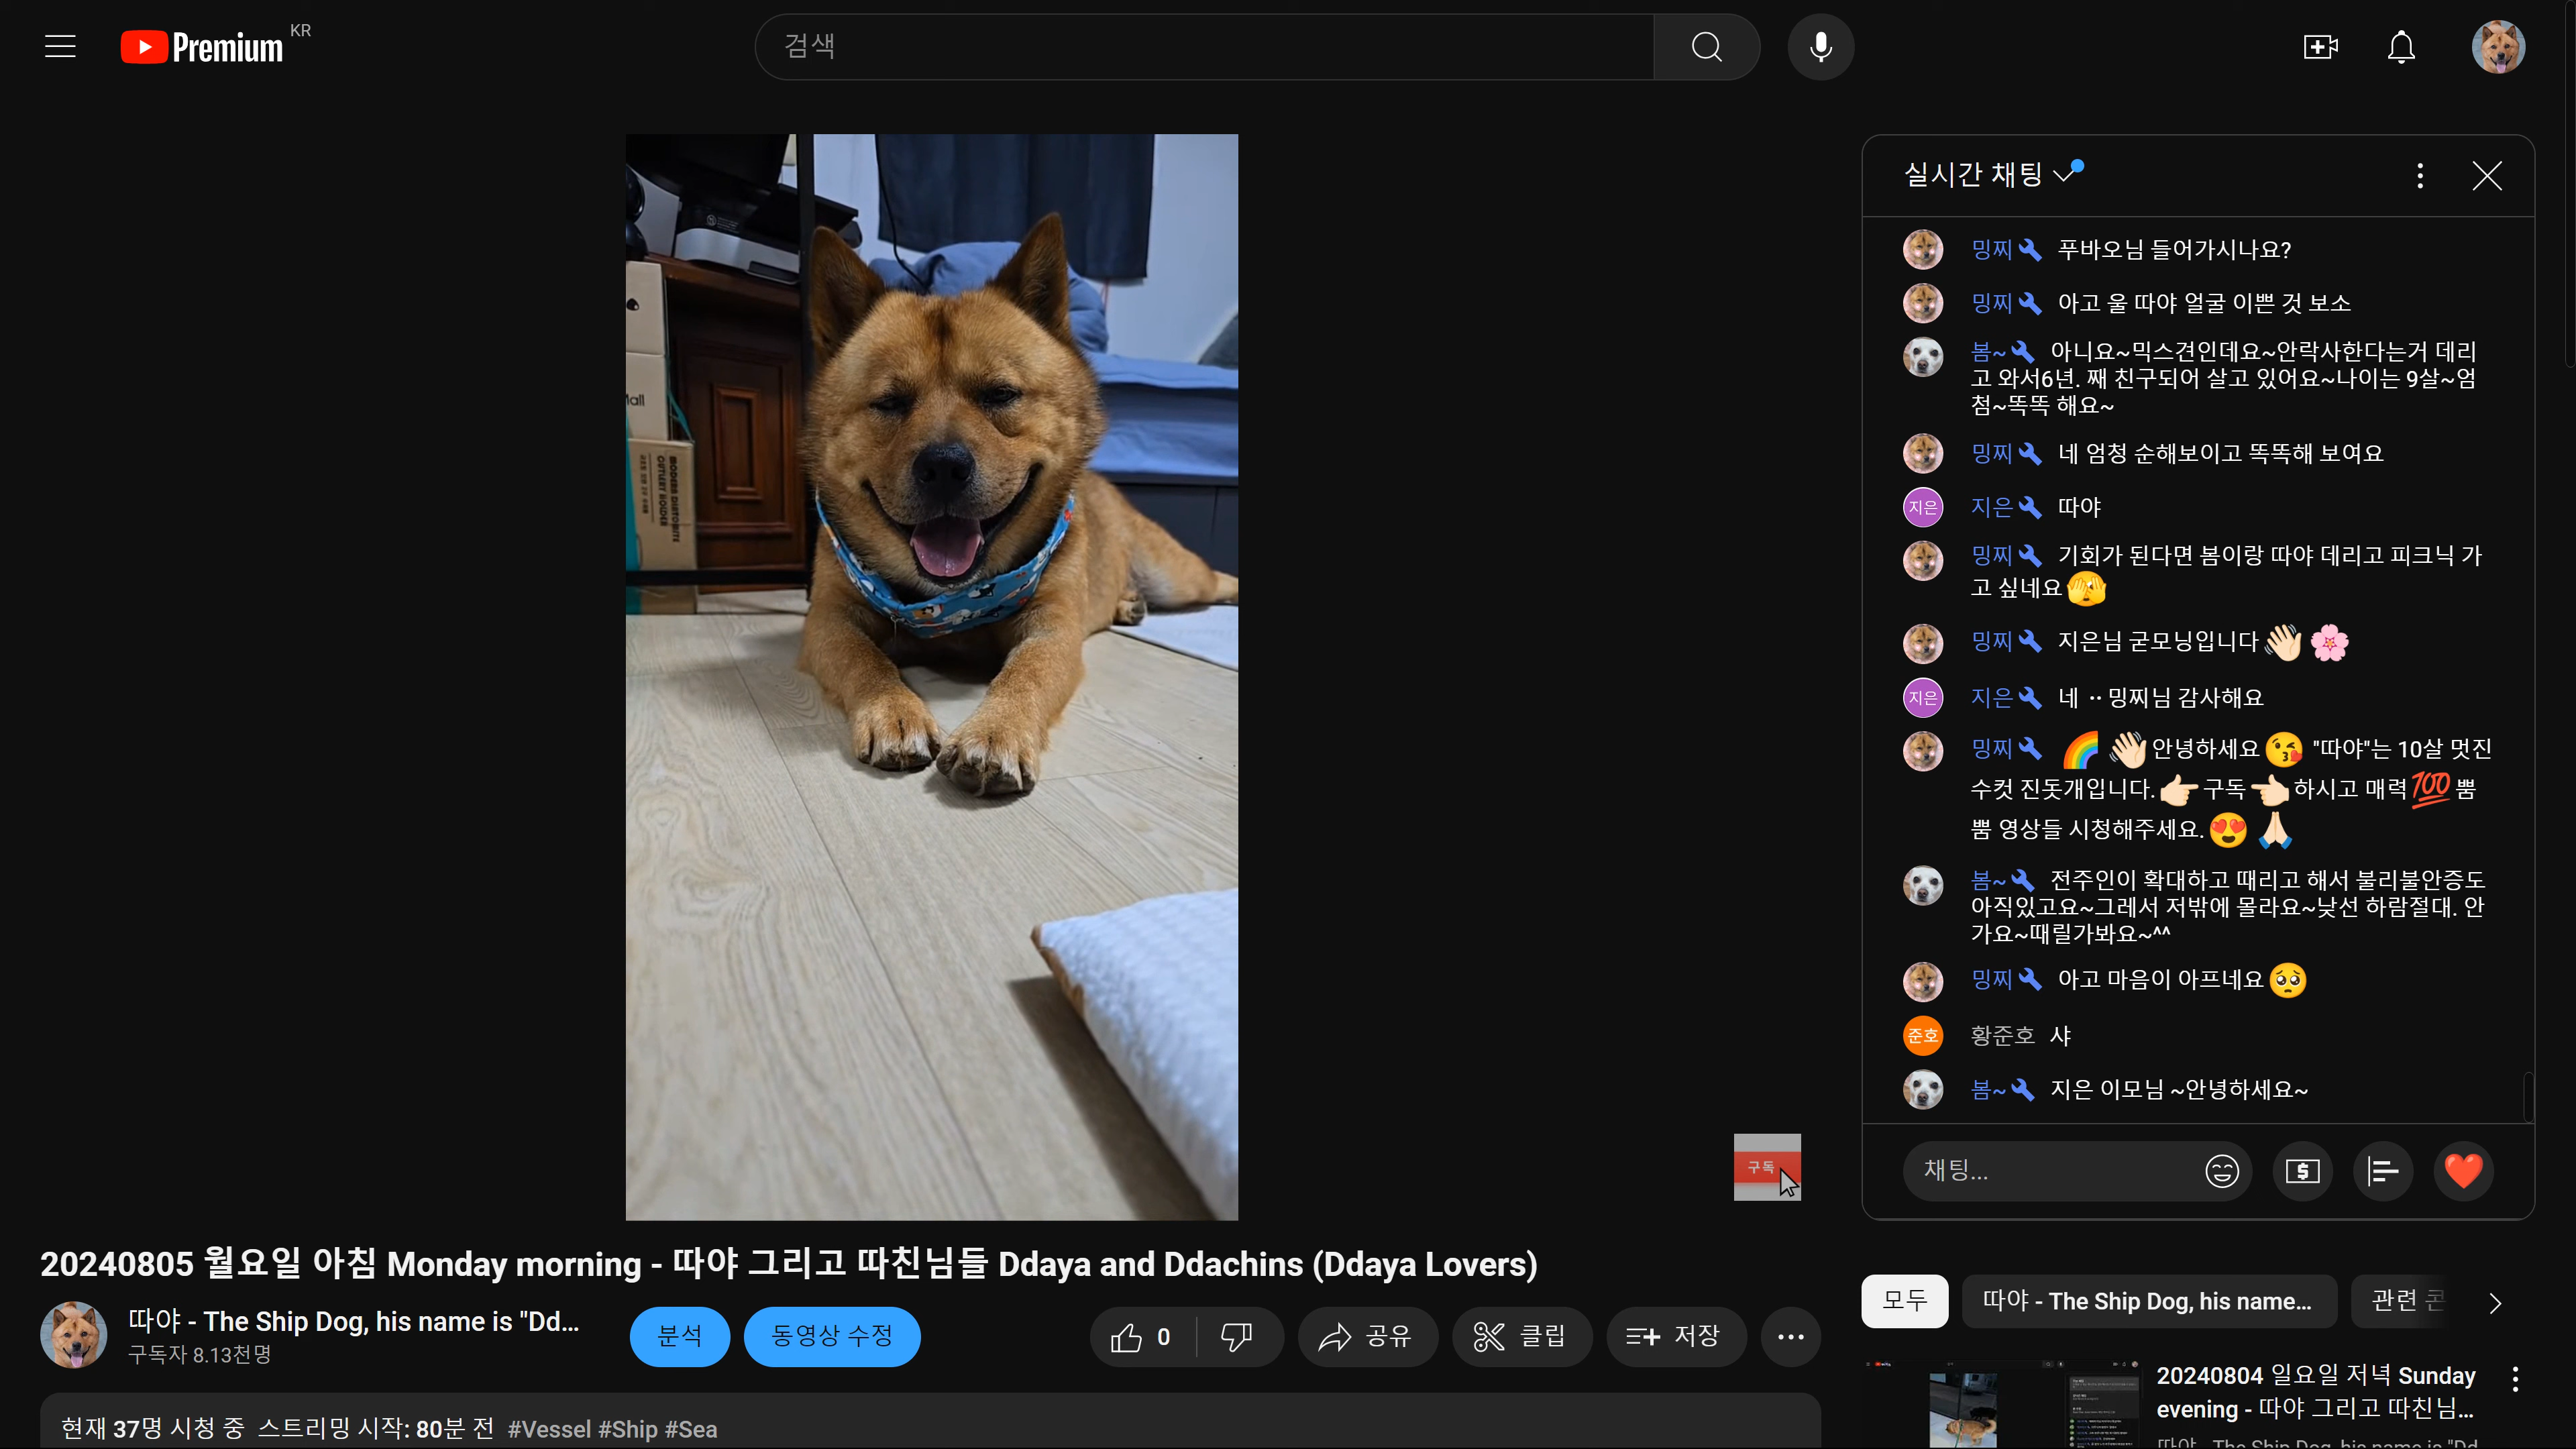 Premium KR
검색
실시간 채팅
밍찌 푸바오님 들어가시나요?
밍찌 아고 울 따야 얼굴 이쁜 것 보소
봄~ 아니요~믹스견인데요~안락사한다는거 데리
고 와서6년. 째 친구되어 살고 있어요~나이는 9살~엄
첨~똑똑 해요~
밍찌 네 엄청 순해보이고 똑똑해 보여요
지은 지은 따야
밍찌 기회가 된다면 봄이랑 따야 데리고 피크닉 가
고 싶네요🫣
밍찌 지은님 굳모닝입니다👋🏻🌸
지은 지은 네 ··밍찌님 감사해요
밍찌 🌈👋🏻안녕하세요😘 "따야"는 10살 멋진
수컷 진돗개입니다.👉🏻구독👈🏻하시고 매력💯뿜
뿜 영상들 시청해주세요.😍🙏🏻
봄~ 전주인이 확대하고 때리고 해서 불리불안증도
아직있고요~그레서 저밖에 몰라요~낮선 하람절대. 안
가요~때릴가봐요~^^
밍찌 아고 마음이 아프네요🥺
준호 황준호 샤
봄~ 지은 이모님 ~안녕하세요~
채팅...
구독
20240805 월요일 아침 Monday morning - 따야 그리고 따친님들 Ddaya and Ddachins (Ddaya Lovers)
따야 - The Ship Dog, his name is "Dd...
구독자 8.13천명
분석
동영상 수정
0
공유
클립
저장
현재 37명 시청 중 스트리밍 시작: 80분 전 #Vessel #Ship #Sea
모두
따야 - The Ship Dog, his name...
관련
20240804 일요일 저녁 Sunday
evening - 따야 그리고 따친님...